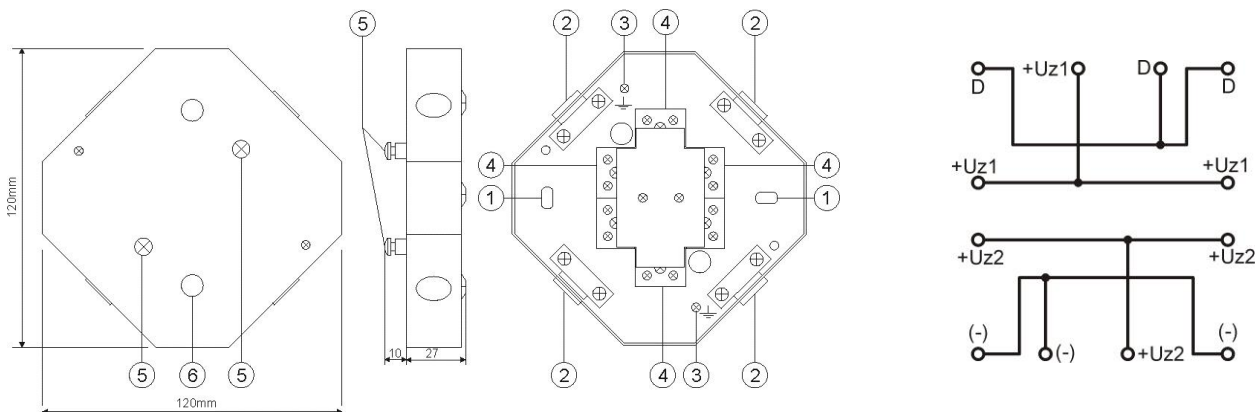 5 2 3 4 2
D +Uz1 D D
120mm
4 4
+Uz1 +Uz1
1 1
+Uz2 +Uz2
10 27
(-) (-) +Uz2 (-)
5 6 5 2 4 3 2
120mm